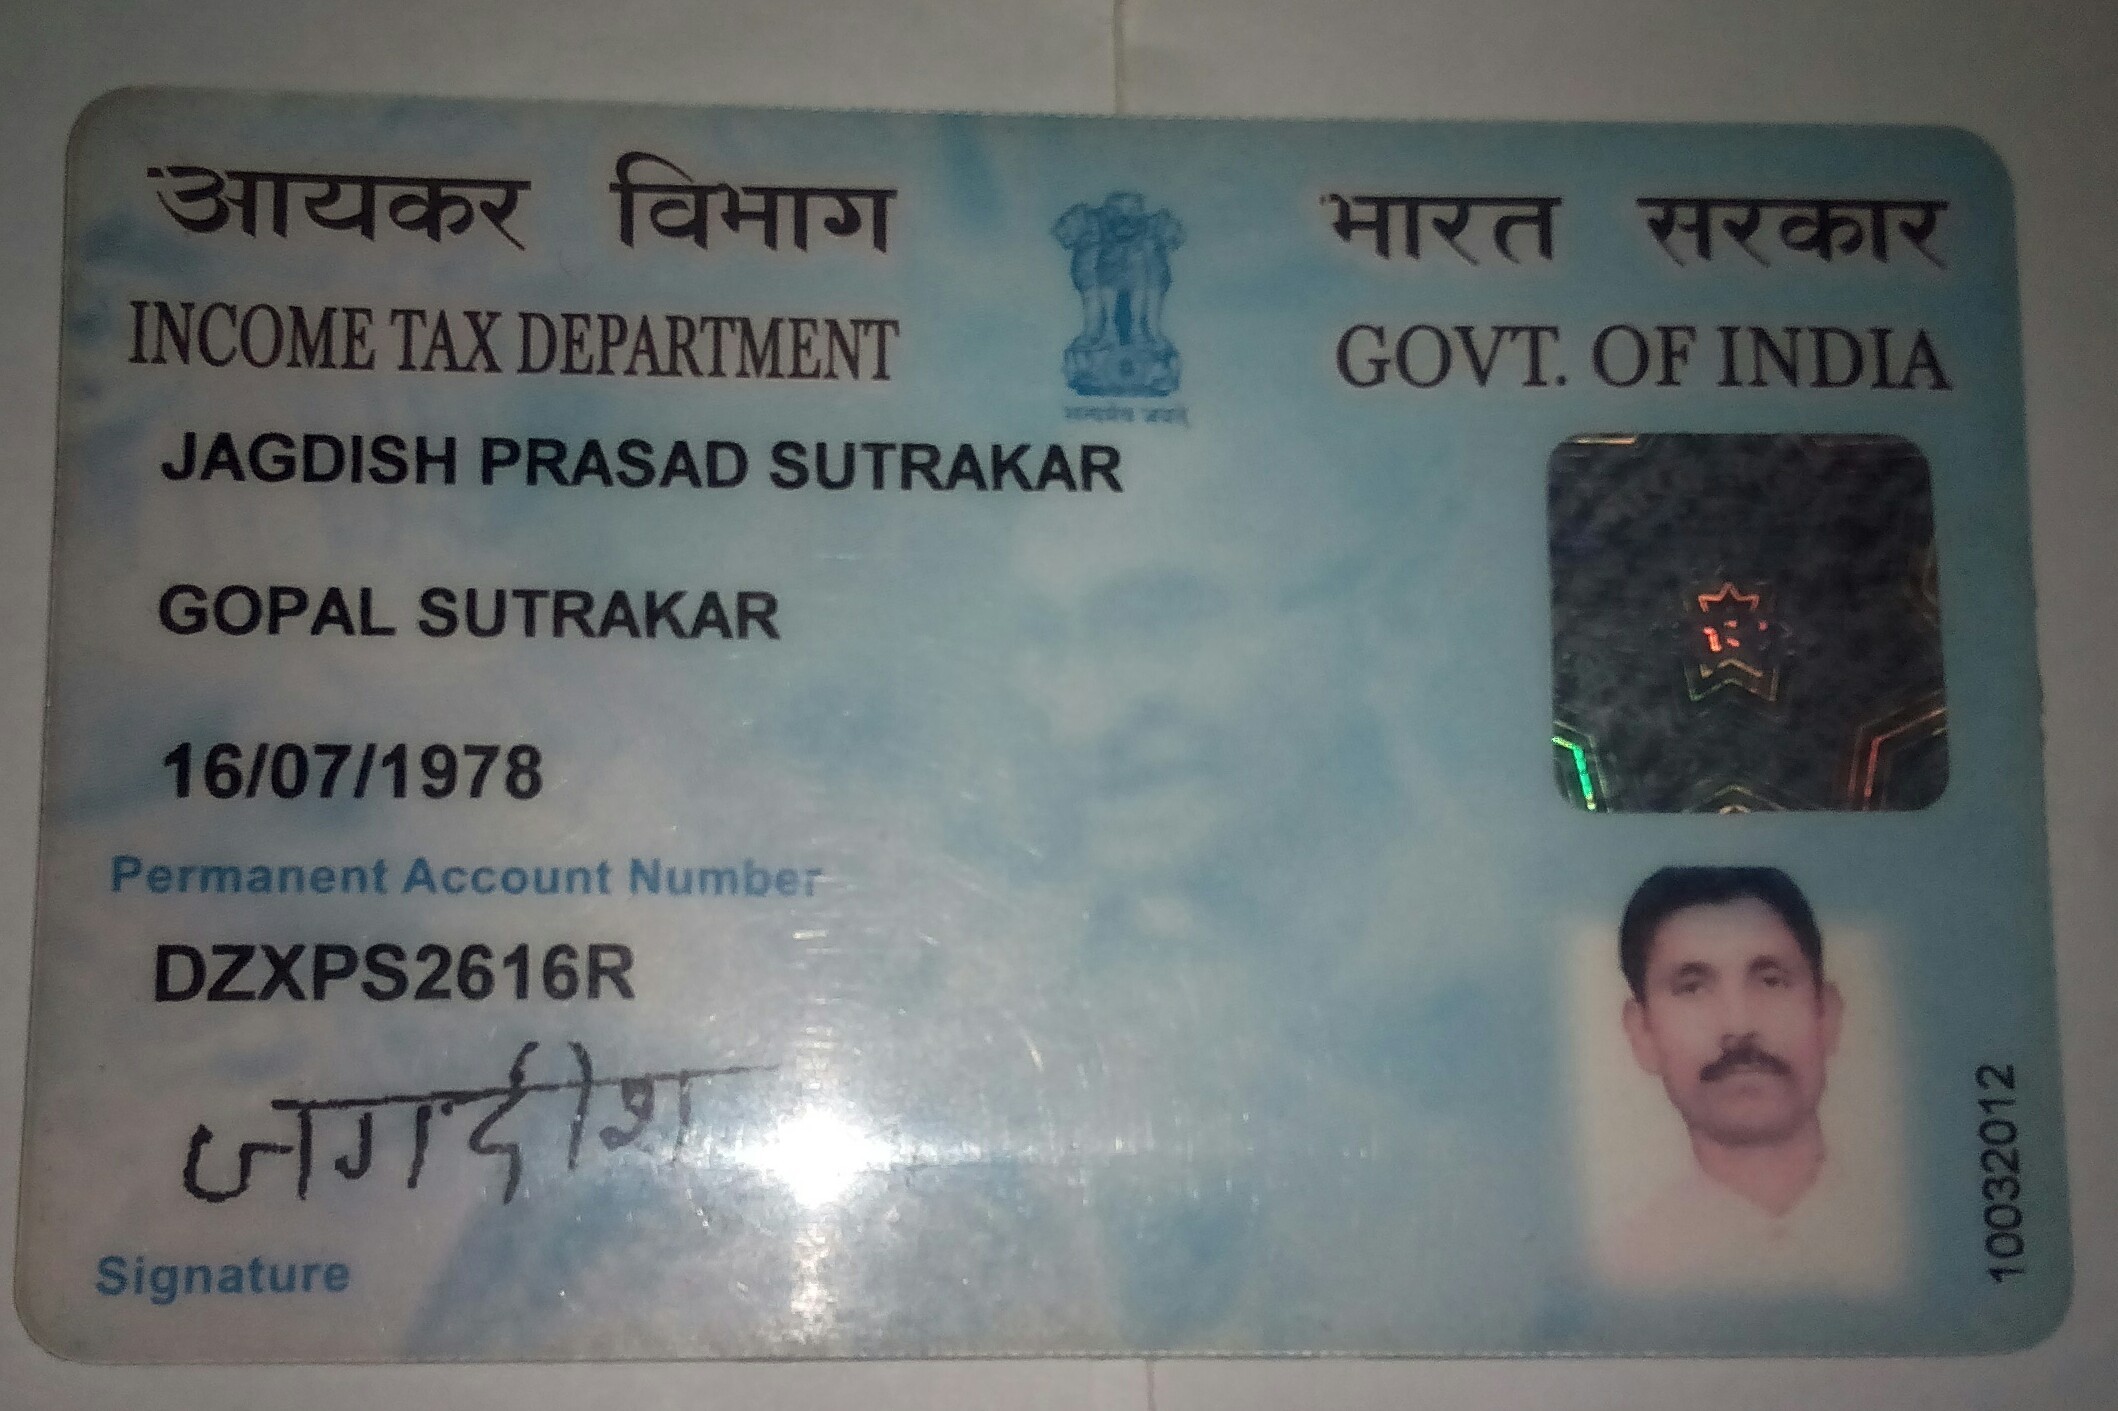 आयकर विभाग
भारत सरकार
INCOME TAX DEPARTMENT
GOVT. OF INDIA
सत्यमेव जयते
JAGDISH PRASAD SUTRAKAR
GOPAL SUTRAKAR
16/07/1978
Permanent Account Number
DZXPS2616R
जगदीश
Signature
10032012